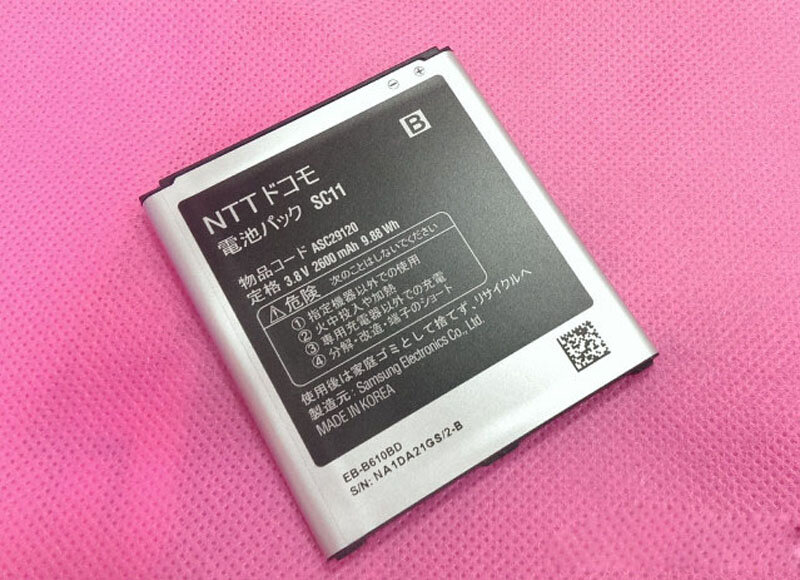 ⊖ ⊕
B
NTTドコモ
電池パック SC11
物品コード ASC29120
定格 3.8 V 2600 mAh 9.88 Wh
⚠危険 次のことはしないでください
① 指定機器以外での使用
② 火中投入や加熱
③ 専用充電器以外での充電
④ 分解・改造・端子のショート
使用後は家庭ゴミとして捨てず、リサイクルへ
製造元: Samsung Electronics Co., Ltd.
MADE IN KOREA
EB-B610BD
S/N: NA1DA21GS/2-B